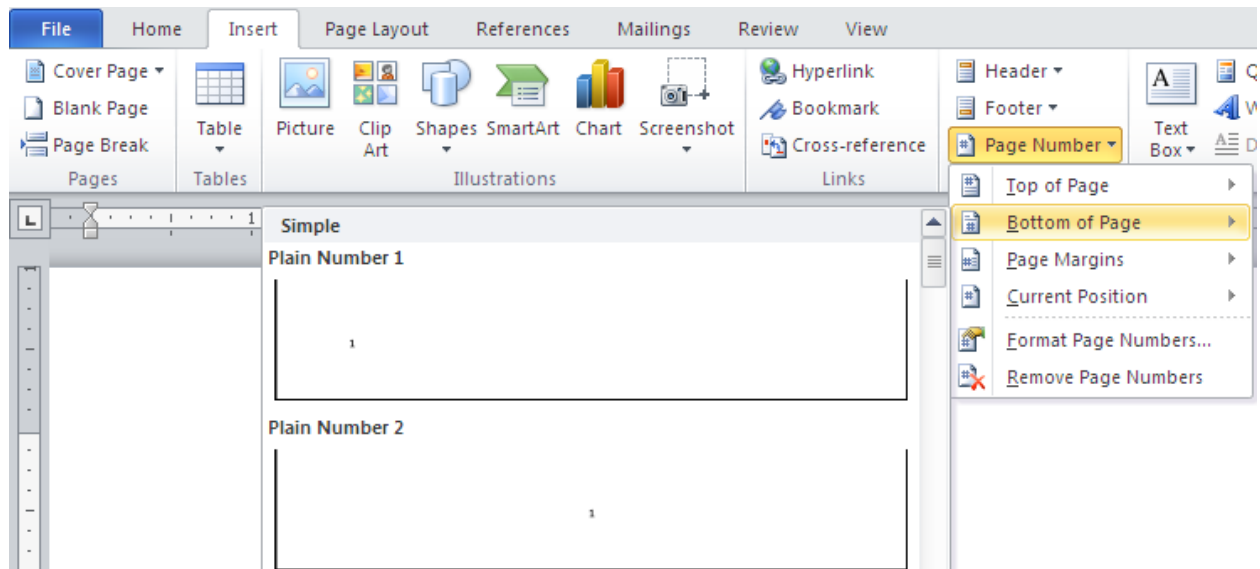 File Home Insert Page Layout References Mailings Review View
Cover Page
Blank Page
Page Break
Pages
Table
Tables
Picture
Clip Art
Shapes
SmartArt
Chart
Screenshot
Illustrations
Hyperlink
Bookmark
Cross-reference
Links
Header
Footer
Page Number
A
Text Box
Top of Page
Bottom of Page
Page Margins
Current Position
Format Page Numbers...
Remove Page Numbers
L
1
Simple
Plain Number 1
1
Plain Number 2
1